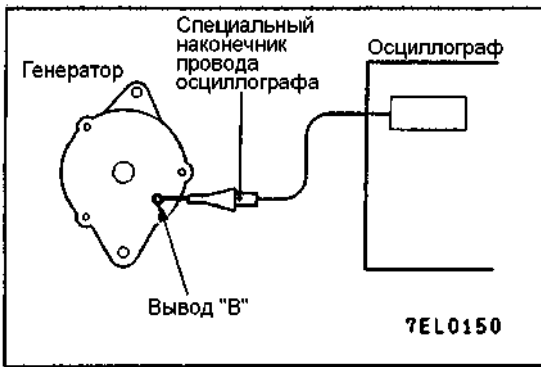 Специальный
наконечник
провода
осциллографа
Осциллограф
Генератор
Вывод "В"
7EL0150